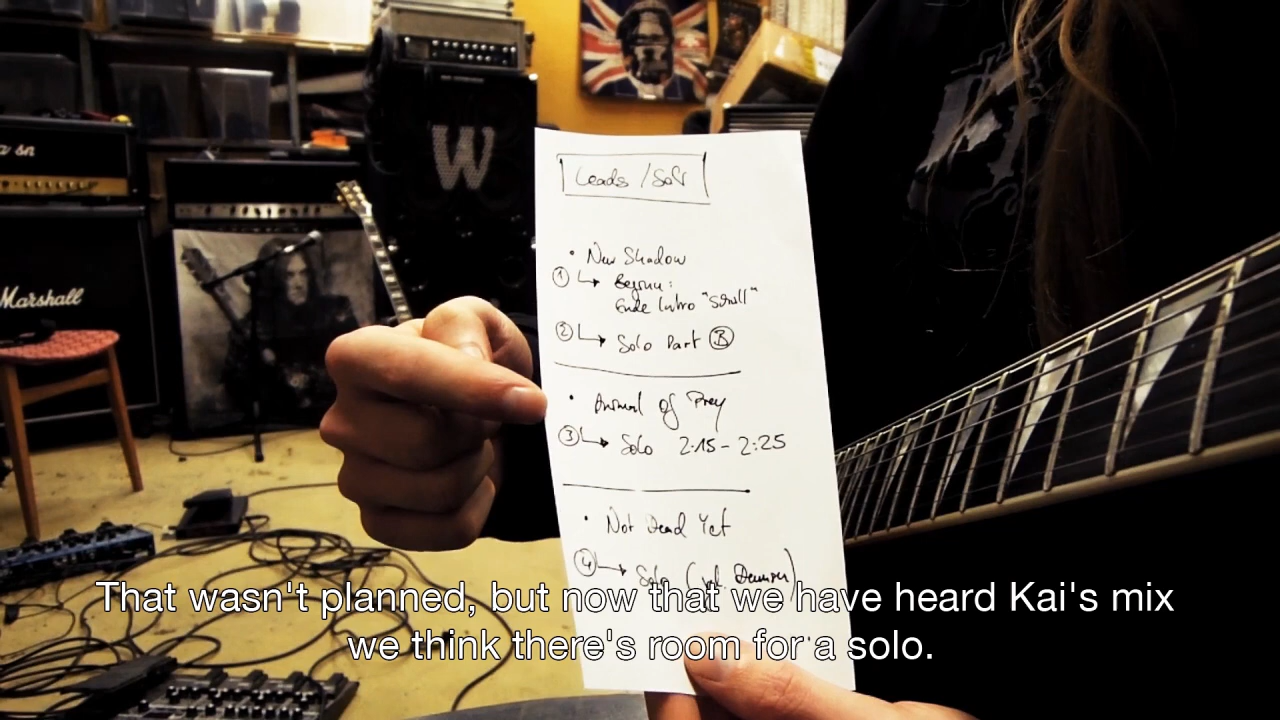 Marshall
W
Leads / Soli
• New Shadow
① ↳ Beginn:
Ende Intro "Schrill"
② ↳ Solo Part Ⓑ
• Animal of Prey
③ ↳ Solo 2:15 - 2:25
• Not Dead Yet
④ ↳ Solo
That wasn't planned, but now that we have heard Kai's mix
we think there's room for a solo.